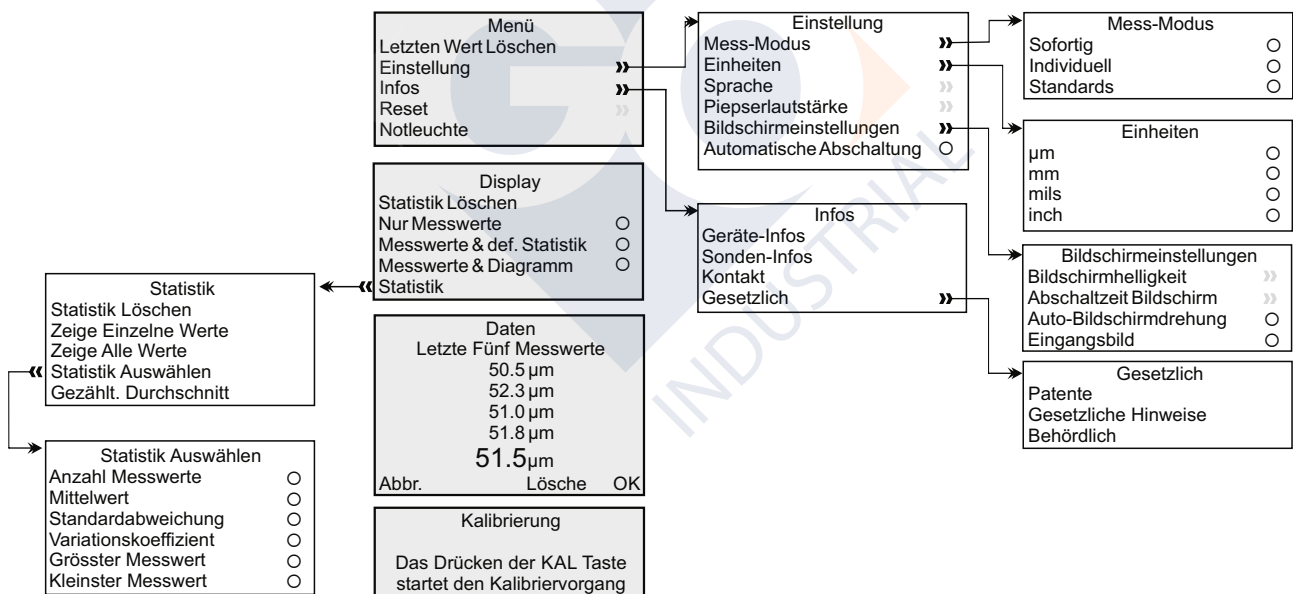 Menü
Letzten Wert Löschen
Einstellung »
Infos »
Reset »
Notleuchte
Einstellung
Mess-Modus »
Einheiten »
Sprache »
Piepserlautstärke »
Bildschirmeinstellungen »
Automatische Abschaltung
Mess-Modus
Sofortig
Individuell
Standards
Einheiten
µm
mm
mils
inch
Display
Statistik Löschen
Nur Messwerte
Messwerte & def. Statistik
Messwerte & Diagramm
« Statistik
Infos
Geräte-Infos
Sonden-Infos
Kontakt
Gesetzlich »
Bildschirmeinstellungen
Bildschirmhelligkeit »
Abschaltzeit Bildschirm »
Auto-Bildschirmdrehung
Eingangsbild
Statistik
Statistik Löschen
Zeige Einzelne Werte
Zeige Alle Werte
« Statistik Auswählen
Gezählt. Durchschnitt
Daten
Letzte Fünf Messwerte
50.5 µm
52.3 µm
51.0 µm
51.8 µm
51.5 µm
Abbr. Lösche OK
Gesetzlich
Patente
Gesetzliche Hinweise
Behördlich
Statistik Auswählen
Anzahl Messwerte
Mittelwert
Standardabweichung
Variationskoeffizient
Grösster Messwert
Kleinster Messwert
Kalibrierung
Das Drücken der KAL Taste
startet den Kalibriervorgang
INDUSTRIAL